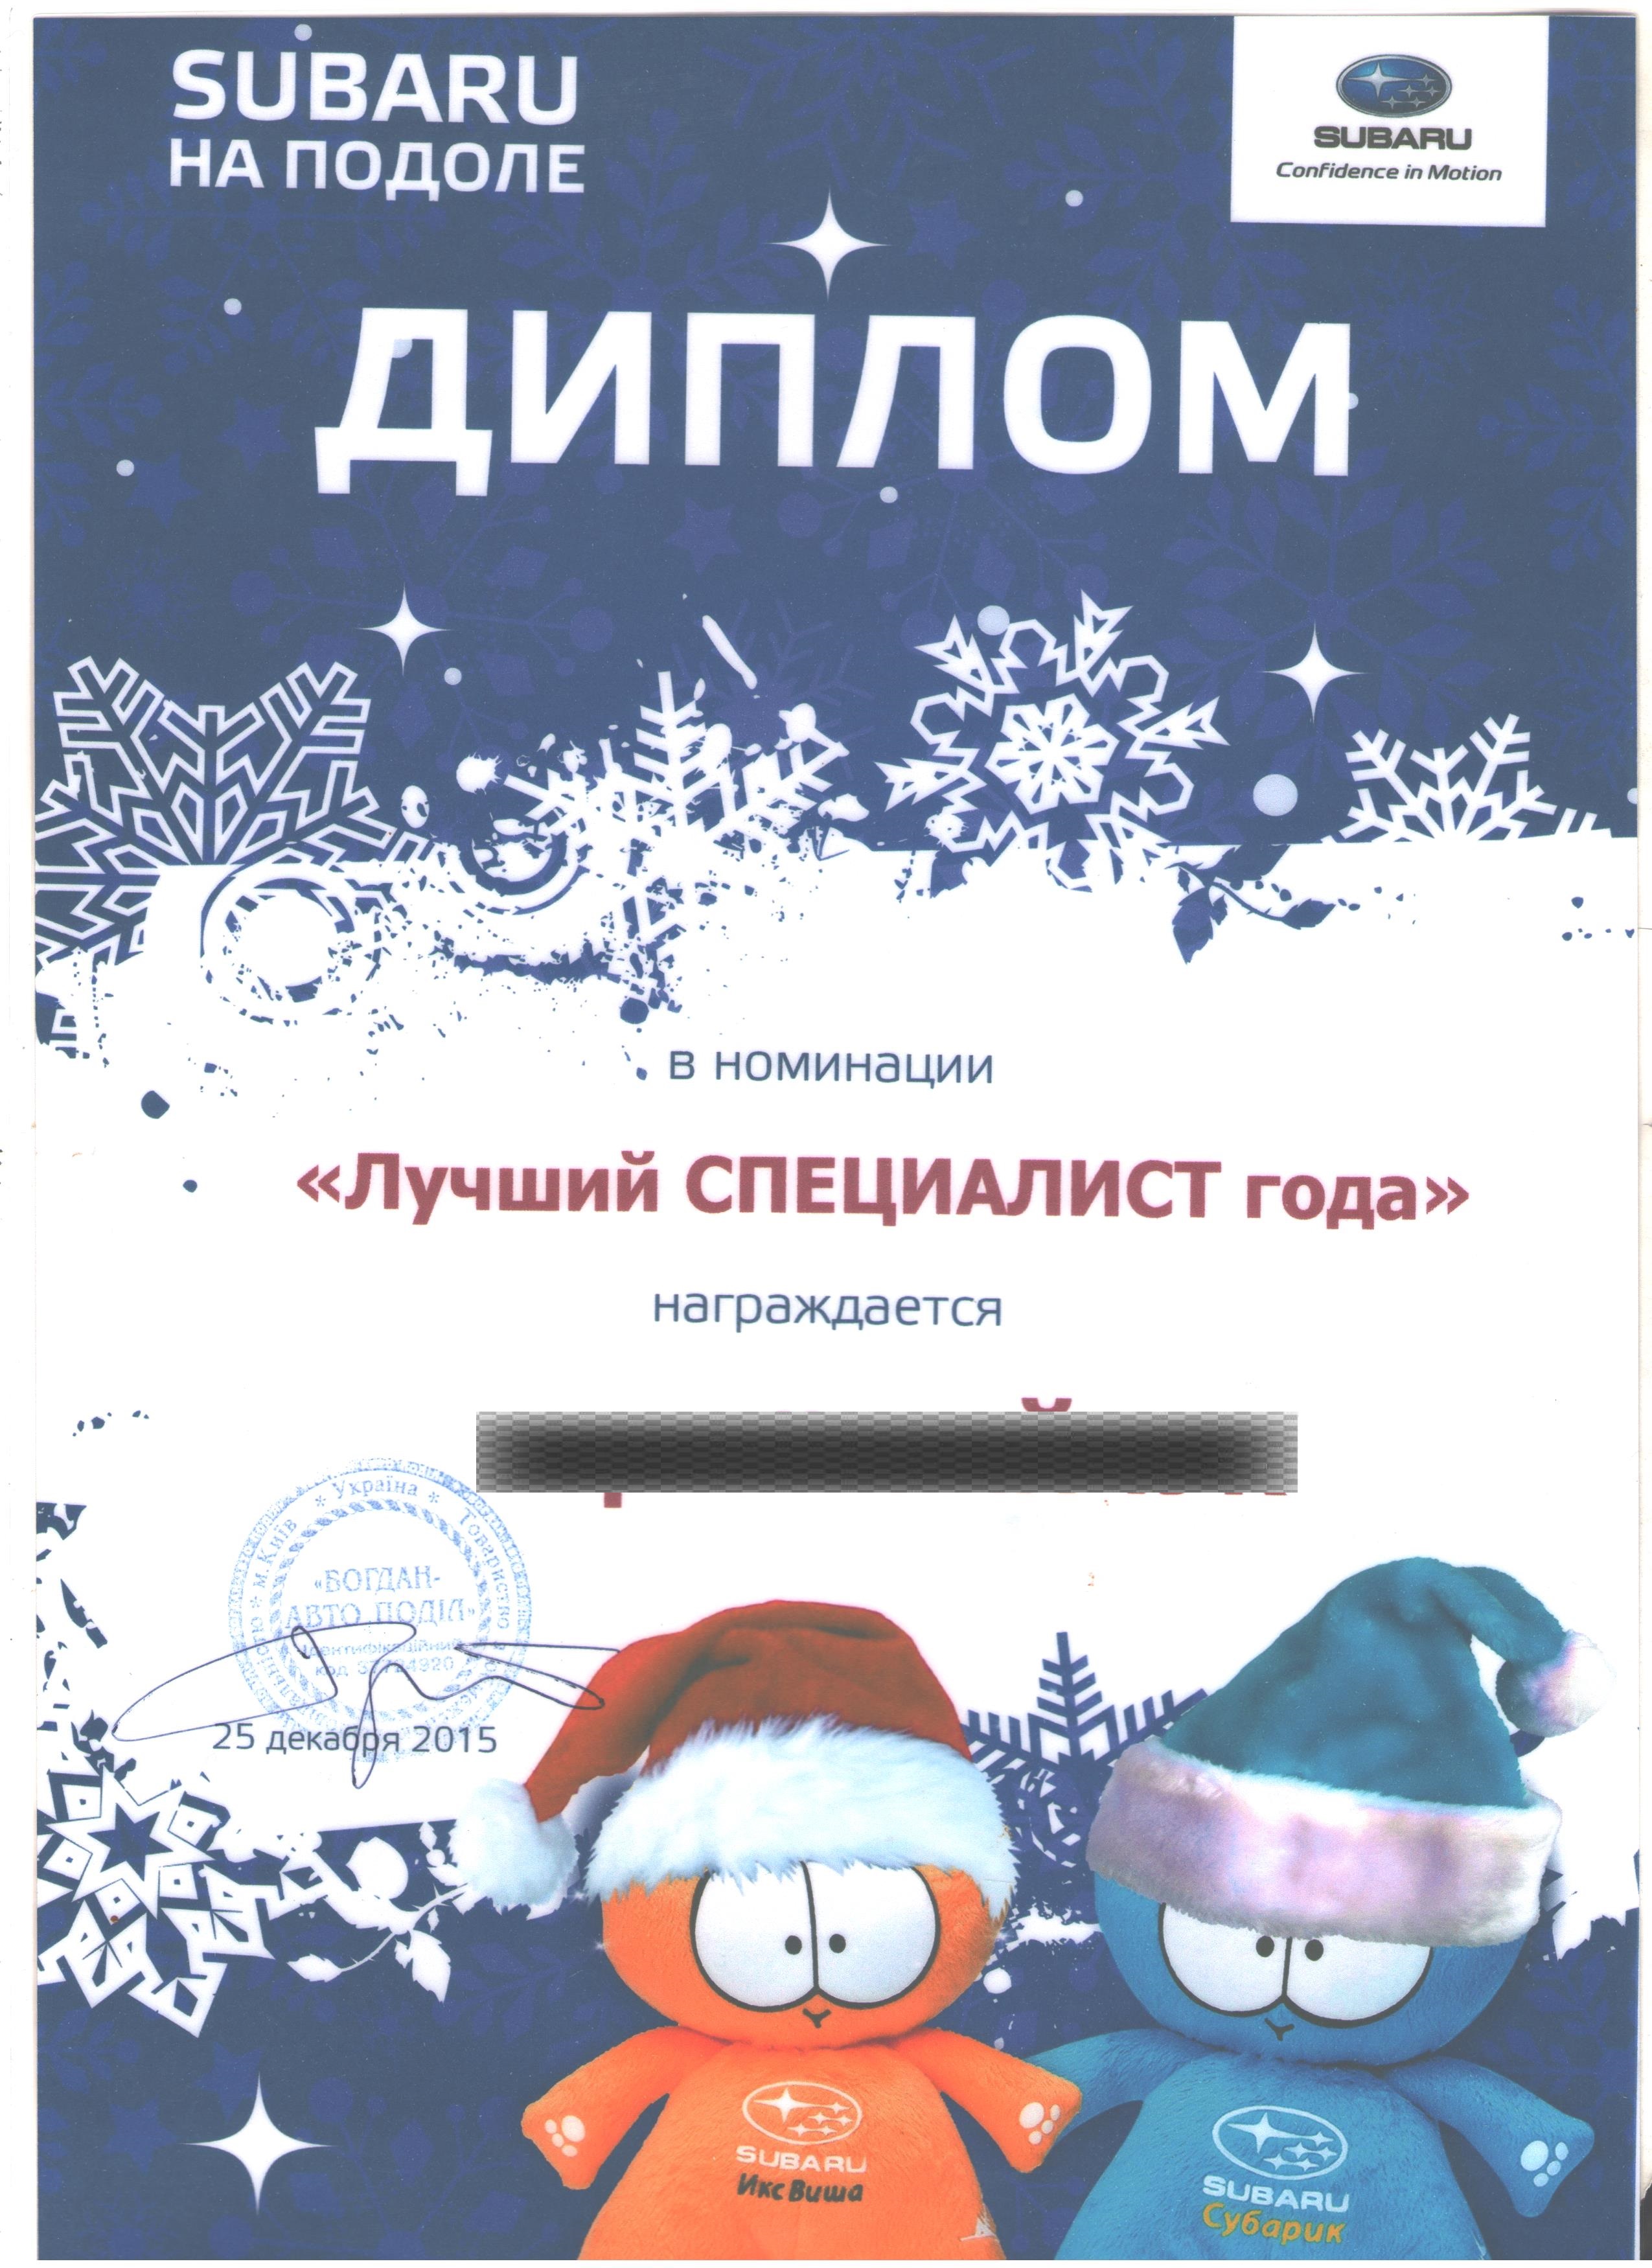 SUBARU
НА ПОДОЛЕ
SUBARU
Confidence in Motion
ДИПЛОМ
в номинации
«Лучший СПЕЦИАЛИСТ года»
награждается
* Україна *
м.Київ
Товариство
«БОГДАН-
АВТО ПОДІЛ»
код
25 декабря 2015
SUBARU
Икс Виша
SUBARU
Субарик